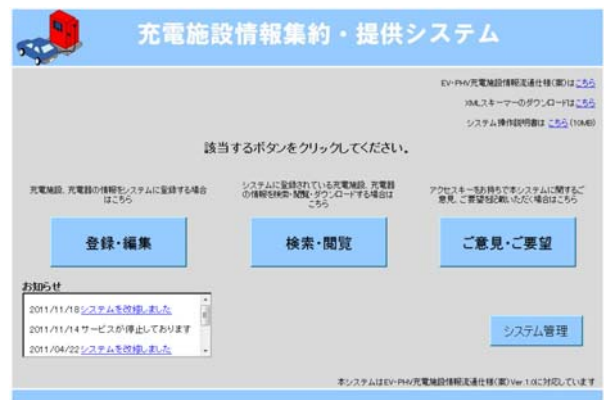 充電施設情報集約・提供システム
EV-PHV充電施設情報流通仕様(案)はこちら
XMLスキーマーのダウンロードはこちら
システム操作説明書は こちら(10MB)
該当するボタンをクリックしてください。
充電施設、充電器の情報をシステムに登録する場合
はこちら
システムに登録されている充電施設、充電器
の情報を検索・閲覧・ダウンロードする場合は
こちら
アクセスキーをお持ちで本システムに関するご
意見、ご要望を記載いただく場合はこちら
登録・編集
検索・閲覧
ご意見・ご要望
お知らせ
2011/11/18 システムを改修しました
2011/11/14 サービスが停止しております
2011/04/22 システムを改修しました
システム管理
本システムはEV-PHV充電施設情報流通仕様(案)Ver.1.0に対応しています